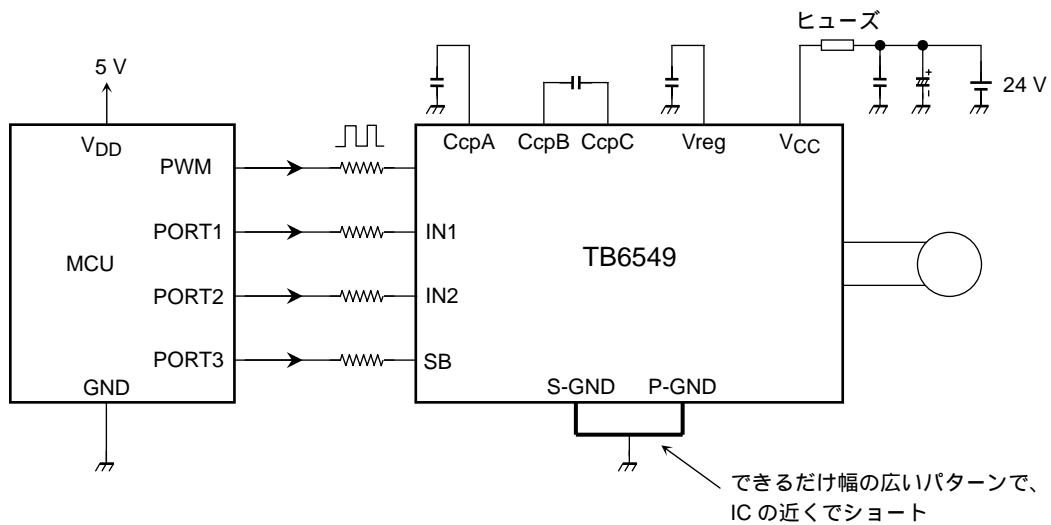 ヒューズ
5 V
24 V
VDD
CcpA
CcpB
CcpC
Vreg
VCC
PWM
PORT1
IN1
MCU
TB6549
PORT2
IN2
PORT3
SB
GND
S-GND
P-GND
できるだけ幅の広いパターンで、
IC の近くでショート